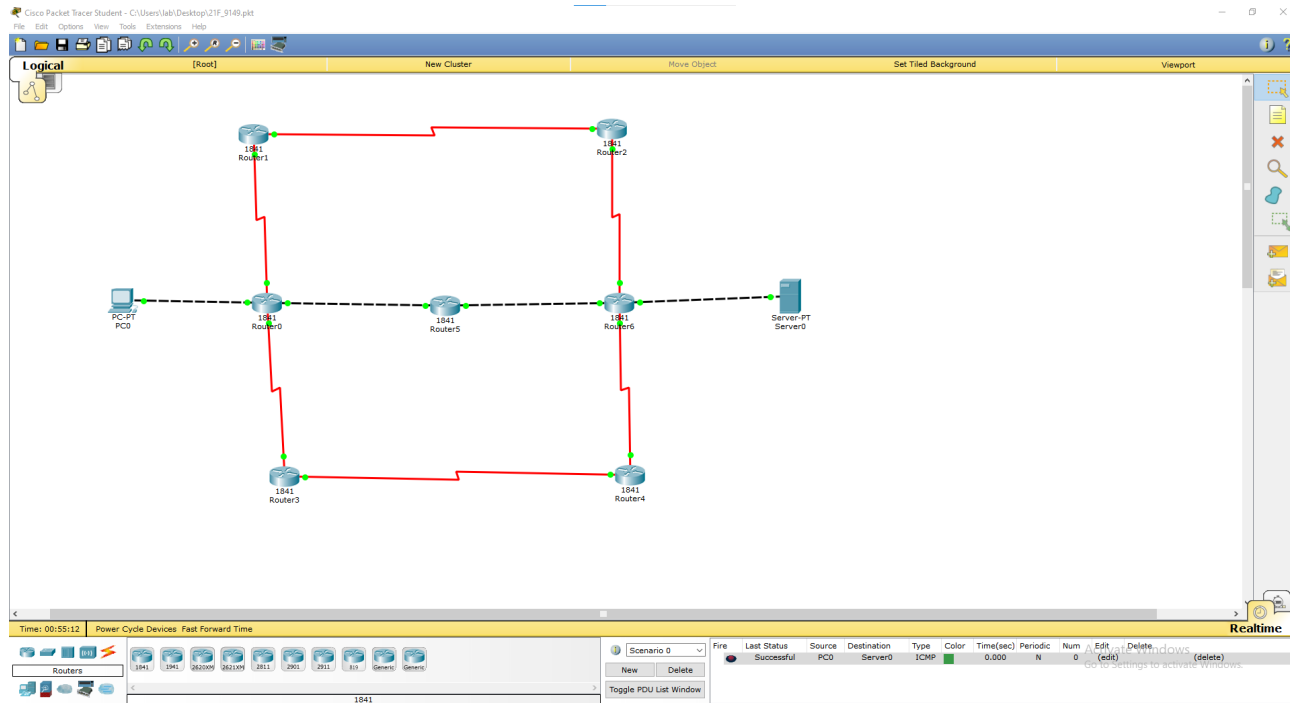 Cisco Packet Tracer Student - C:\Users\lab\Desktop\21F_9149.pkt
File Edit Options View Tools Extensions Help
Logical [Root] New Cluster Move Object Set Tiled Background Viewport
1841
Router1
1841
Router2
PC-PT
PC0
1841
Router0
1841
Router5
1841
Router6
Server-PT
Server0
1841
Router3
1841
Router4
Time: 00:55:12 Power Cycle Devices Fast Forward Time
Realtime
Routers
1841 1941 2620XM 2621XM 2811 2901 2911 819 Generic Generic
1841
Scenario 0
New Delete
Toggle PDU List Window
Fire Last Status Source Destination Type Color Time(sec) Periodic Num Edit Delete
Successful PC0 Server0 ICMP 0.000 N 0 (edit) (delete)
Activate Windows
Go to Settings to activate Windows.